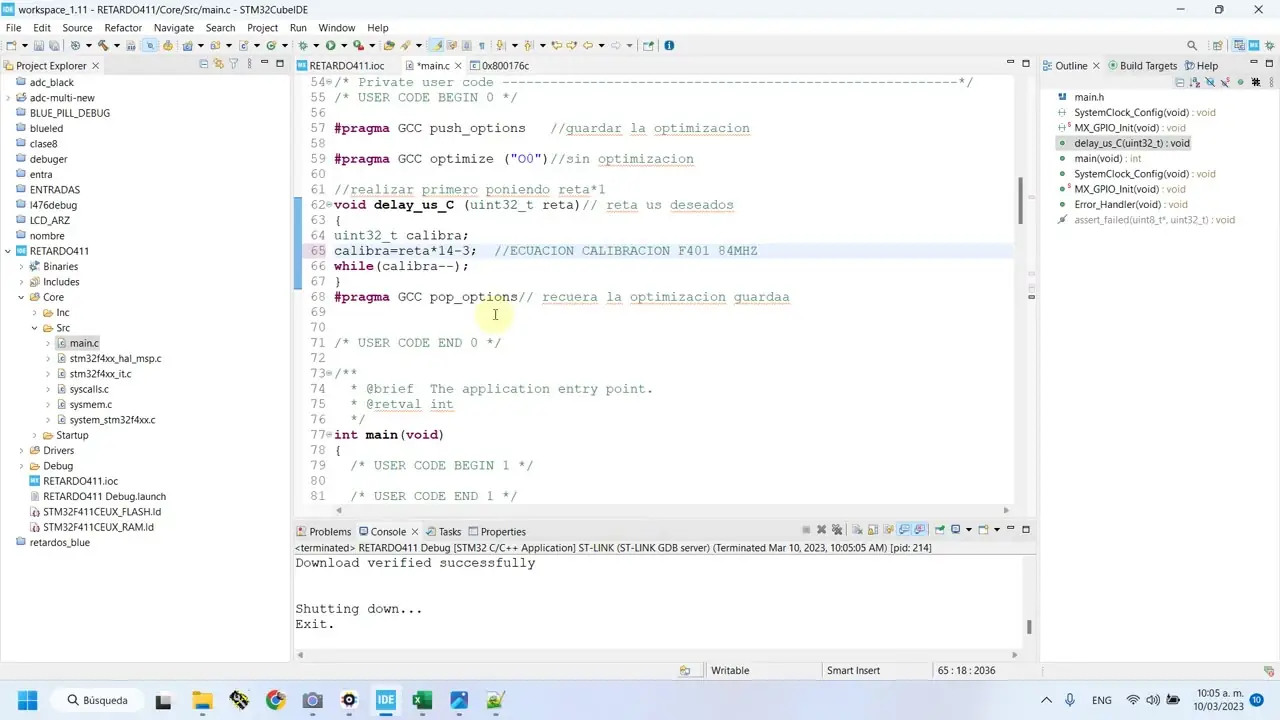 workspace_1.11 - RETARDO411/Core/Src/main.c - STM32CubeIDE
File Edit Source Refactor Navigate Search Project Run Window Help
Project Explorer
adc_black
adc-multi-new
BLUE_PILL_DEBUG
blueled
clase8
debuger
entra
ENTRADAS
l476debug
LCD_ARZ
nombre
RETARDO411
Binaries
Includes
Core
Inc
Src
main.c
stm32f4xx_hal_msp.c
stm32f4xx_it.c
syscalls.c
sysmem.c
system_stm32f4xx.c
Startup
Drivers
Debug
RETARDO411.ioc
RETARDO411 Debug.launch
STM32F411CEUX_FLASH.ld
STM32F411CEUX_RAM.ld
retardos_blue
RETARDO411.ioc *main.c 0x800176c
54 /* Private user code ---------------------------------------------------------*/
55 /* USER CODE BEGIN 0 */
56
57 #pragma GCC push_options //guardar la optimizacion
58
59 #pragma GCC optimize ("O0")//sin optimizacion
60
61 //realizar primero poniendo reta*1
62 void delay_us_C (uint32_t reta)// reta us deseados
63 {
64 uint32_t calibra;
65 calibra=reta*14-3; //ECUACION CALIBRACION F401 84MHZ
66 while(calibra--);
67 }
68 #pragma GCC pop_options// recuera la optimizacion guardaa
69
70
71 /* USER CODE END 0 */
72
73 /**
74 * @brief The application entry point.
75 * @retval int
76 */
77 int main(void)
78 {
79 /* USER CODE BEGIN 1 */
80
81 /* USER CODE END 1 */
Outline Build Targets Help
main.h
SystemClock_Config(void) : void
MX_GPIO_Init(void) : void
delay_us_C(uint32_t) : void
main(void) : int
SystemClock_Config(void) : void
MX_GPIO_Init(void) : void
Error_Handler(void) : void
assert_failed(uint8_t*, uint32_t) : void
Problems Console Tasks Properties
<terminated> RETARDO411 Debug [STM32 C/C++ Application] ST-LINK (ST-LINK GDB server) (Terminated Mar 10, 2023, 10:05:05 AM) [pid: 214]
Download verified successfully
Shutting down...
Exit.
Writable Smart Insert 65 : 18 : 2036
Búsqueda
IDE
ENG
10:05 a. m.
10/03/2023
10